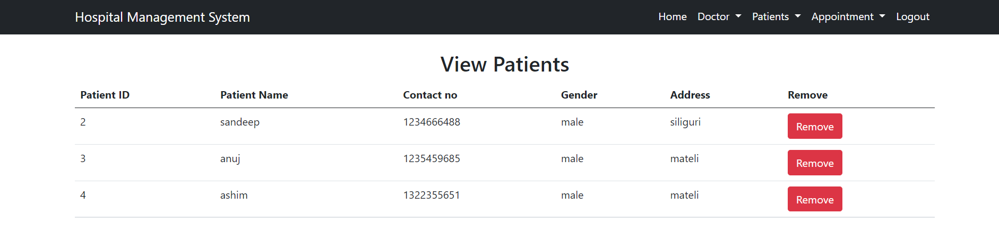 Hospital Management System Home Doctor Patients Appointment Logout
View Patients
Patient ID Patient Name Contact no Gender Address Remove
2 sandeep 1234666488 male siliguri Remove
3 anuj 1235459685 male mateli Remove
4 ashim 1322355651 male mateli Remove